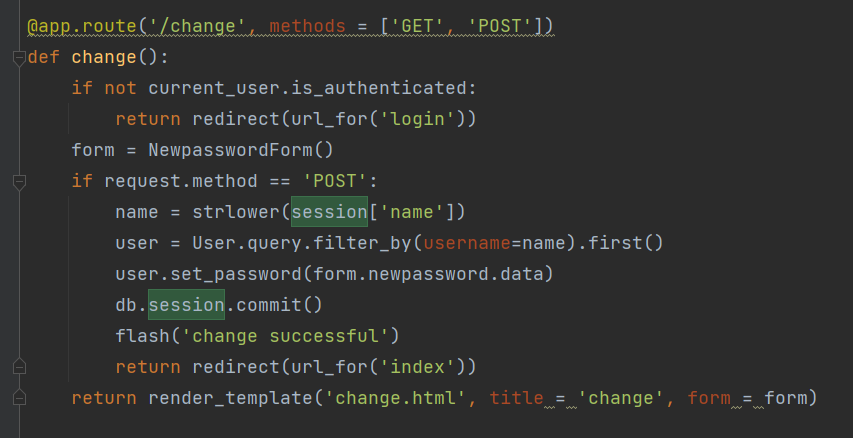 @app.route('/change', methods = ['GET', 'POST'])
def change():
    if not current_user.is_authenticated:
        return redirect(url_for('login'))
    form = NewpasswordForm()
    if request.method == 'POST':
        name = strlower(session['name'])
        user = User.query.filter_by(username=name).first()
        user.set_password(form.newpassword.data)
        db.session.commit()
        flash('change successful')
        return redirect(url_for('index'))
    return render_template('change.html', title = 'change', form = form)